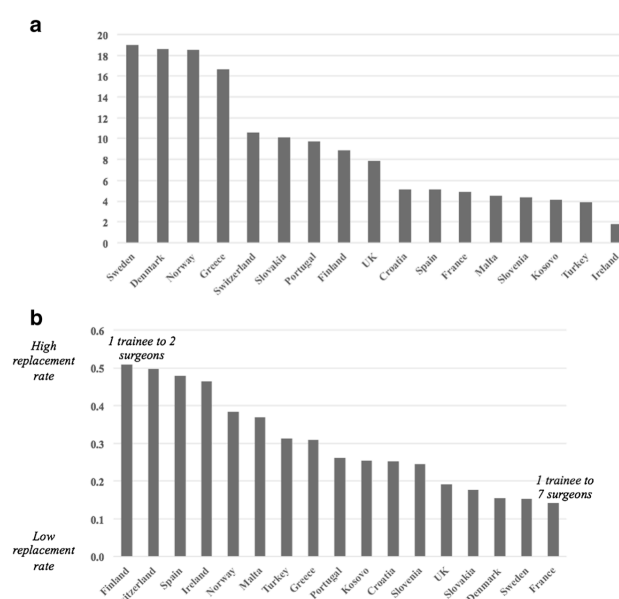 a
20
18
16
14
12
10
8
6
4
2
0
Sweden
Denmark
Norway
Greece
Switzerland
Slovakia
Portugal
Finland
UK
Croatia
Spain
France
Malta
Slovenia
Kosovo
Turkey
Ireland
b
High
replacement
rate
Low
replacement
rate
0.6
0.5
0.4
0.3
0.2
0.1
0.0
1 trainee to 2
surgeons
1 trainee to
7 surgeons
Finland
itzerland
Spain
Ireland
Norway
Malta
Turkey
Greece
Portugal
Kosovo
Croatia
Slovenia
UK
Slovakia
Denmark
Sweden
France